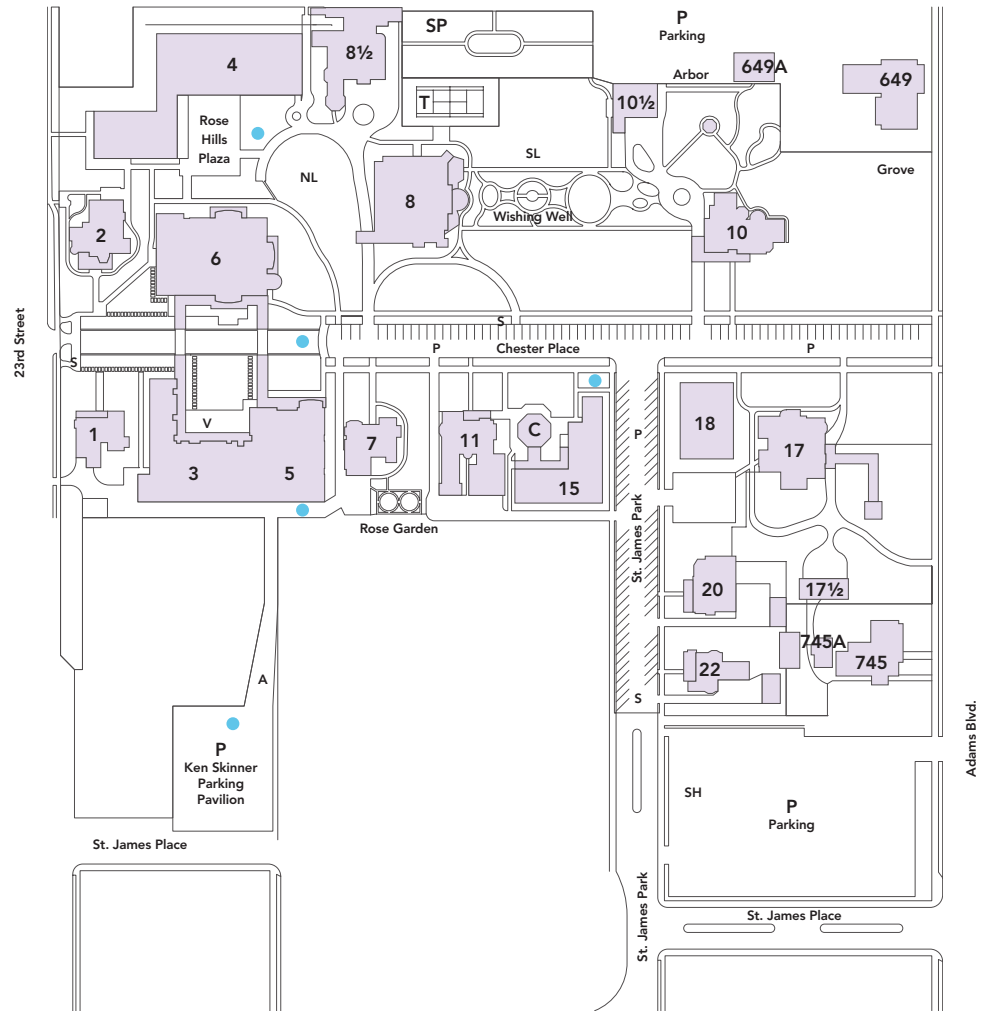 SP
P
Parking
8½
4
649A
Arbor
649
T
10½
Rose
Hills
Plaza
SL
Grove
NL
8
Wishing Well
2
10
6
S
23rd Street
P
Chester Place
P
S
18
V
1
7
11
C
P
17
3
5
15
Rose Garden
St. James Park
20
17½
745A
745
22
A
S
P
Ken Skinner
Parking
Pavilion
Adams Blvd.
SH
P
Parking
St. James Place
St. James Park
St. James Place